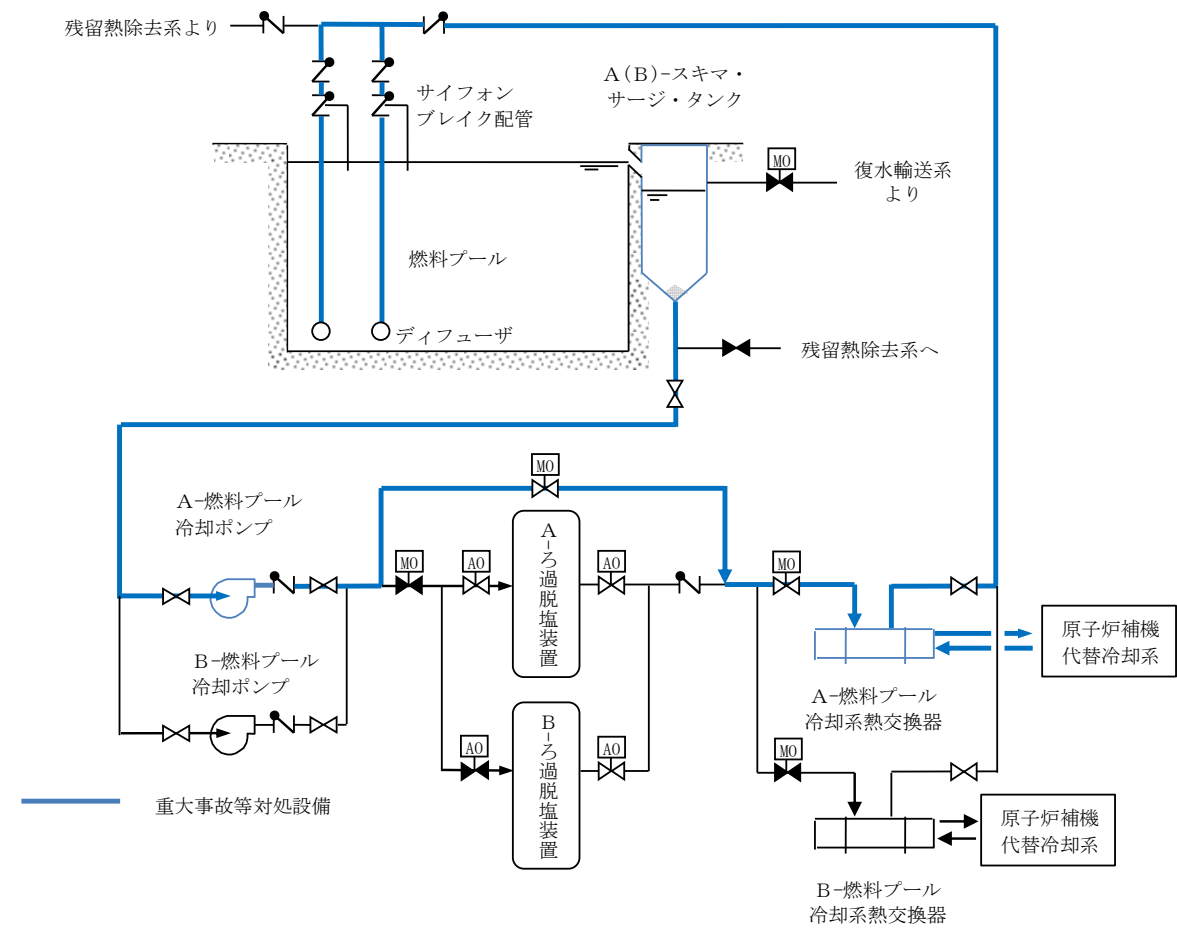 残留熱除去系より
A(B)-スキマ・
サージ・タンク
サイフォン
ブレイク配管
MO
復水輸送系
より
燃料プール
ディフューザ
残留熱除去系へ
MO
A-燃料プール
冷却ポンプ
MO
AO
A-ろ過脱塩装置
AO
MO
原子炉補機
代替冷却系
B-燃料プール
冷却ポンプ
A-燃料プール
冷却系熱交換器
AO
B-ろ過脱塩装置
AO
MO
重大事故等対処設備
原子炉補機
代替冷却系
B-燃料プール
冷却系熱交換器